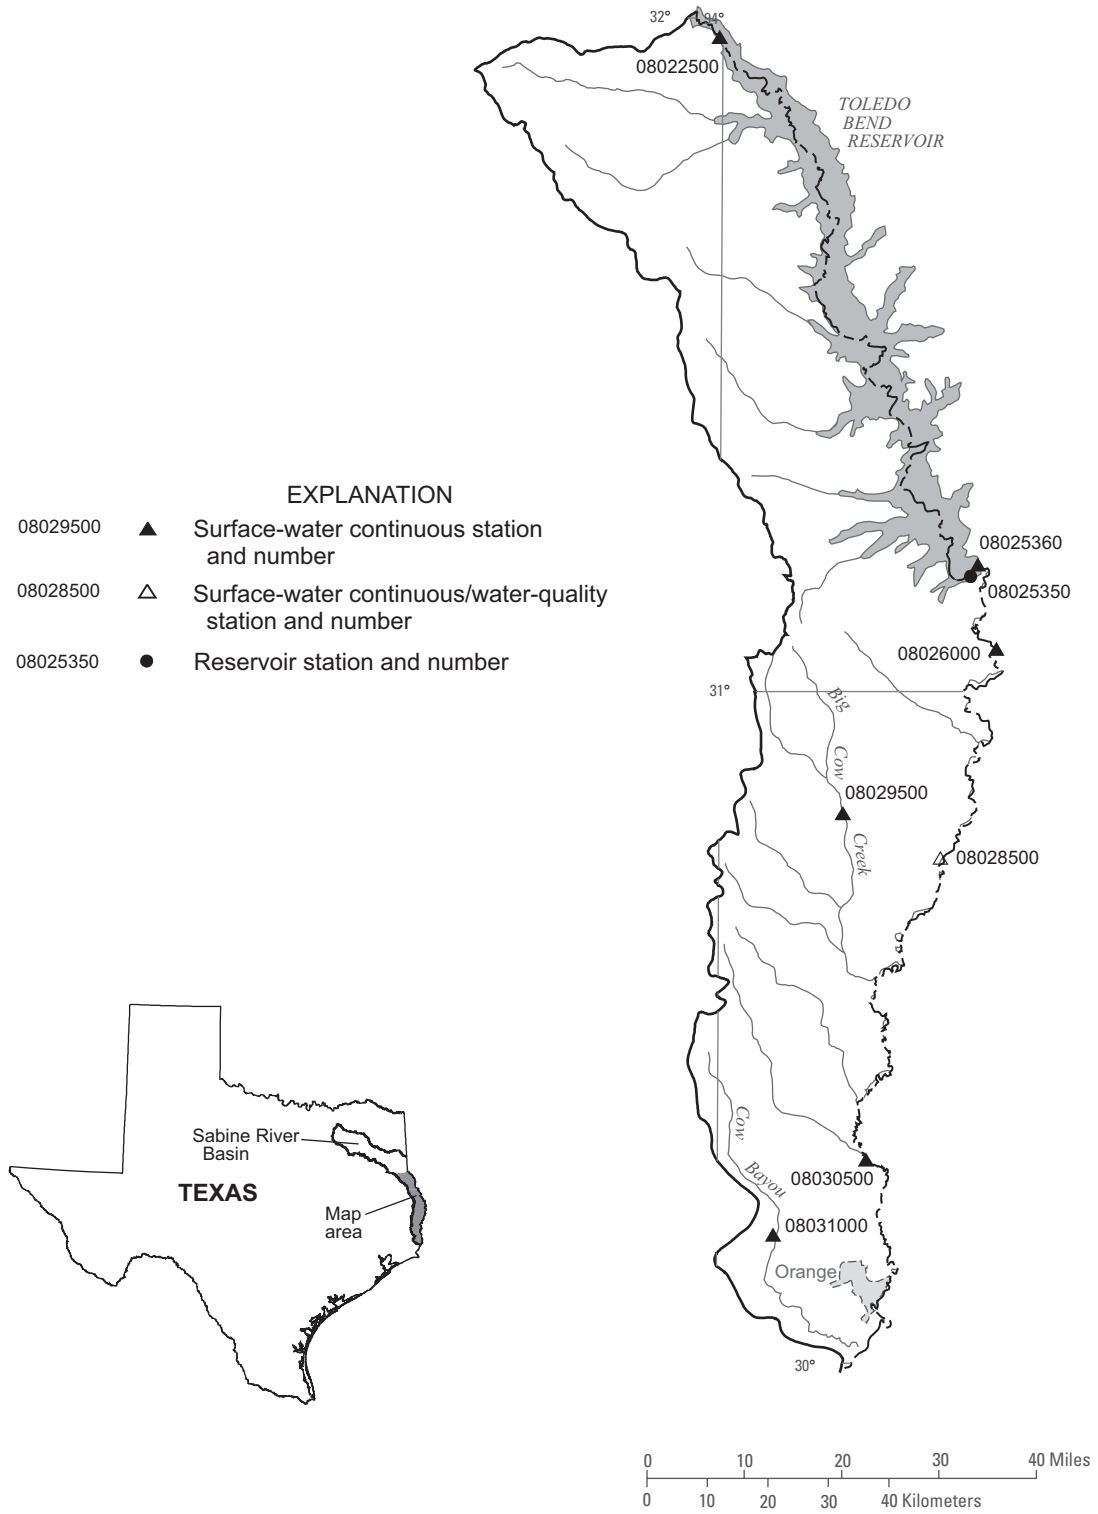 32° 94°
08022500
TOLEDO
BEND
RESERVOIR
EXPLANATION
08029500 Surface-water continuous station
and number
08028500 Surface-water continuous/water-quality
station and number
08025350 Reservoir station and number
08025360
08025350
08026000
31°
Big
Cow
Creek
08029500
08028500
Cow
Bayou
08030500
08031000
Orange
30°
Sabine River
Basin
TEXAS
Map
area
0 10 20 30 40 Miles
0 10 20 30 40 Kilometers